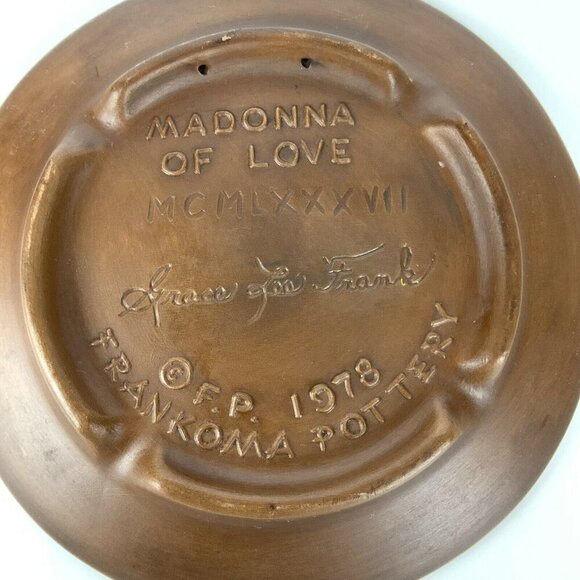 MADONNA
OF LOVE
MCMLXXXVII
Grace Lee Frank
© F.P. 1978
FRANKOMA POTTERY